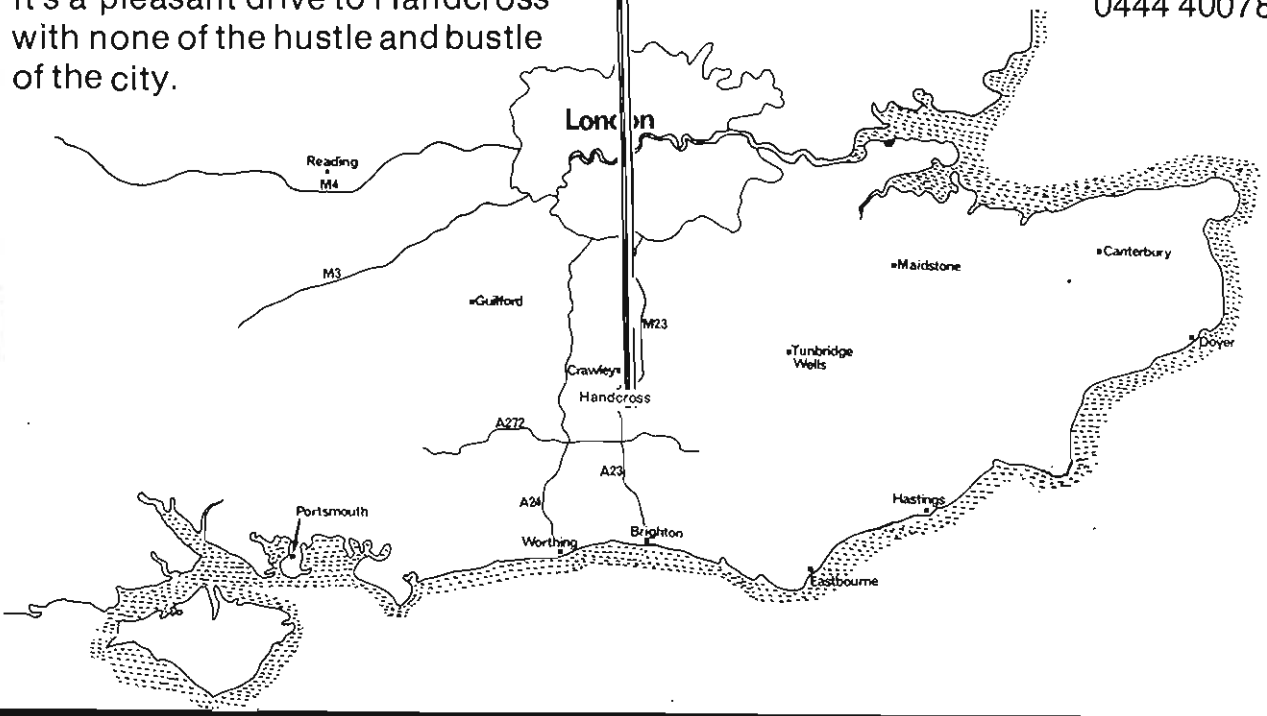 It's a pleasant drive to Handcross
with none of the hustle and bustle
of the city.
0444 40078
London
Reading
M4
M3
Guilford
Maidstone
Canterbury
M23
Tunbridge
Wells
Dover
Crawley
Handcross
A272
A23
A24
Hastings
Portsmouth
Worthing
Brighton
Eastbourne